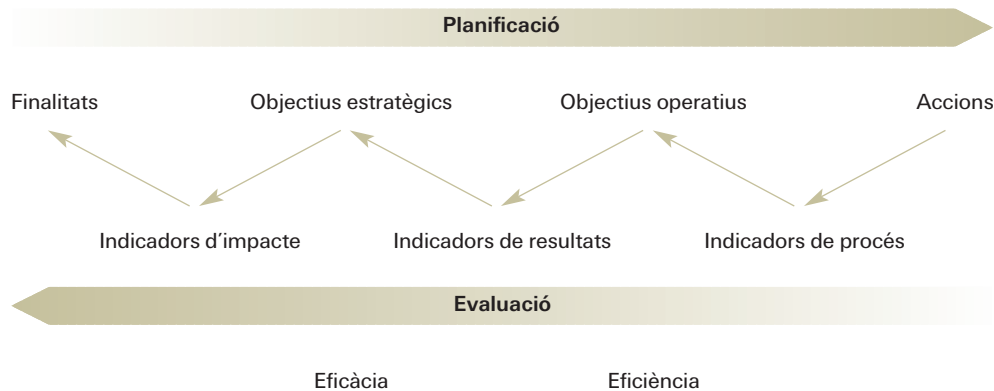 Planificació
Finalitats Objectius estratègics Objectius operatius Accions
Indicadors d'impacte Indicadors de resultats Indicadors de procés
Evaluació
Eficàcia Eficiència